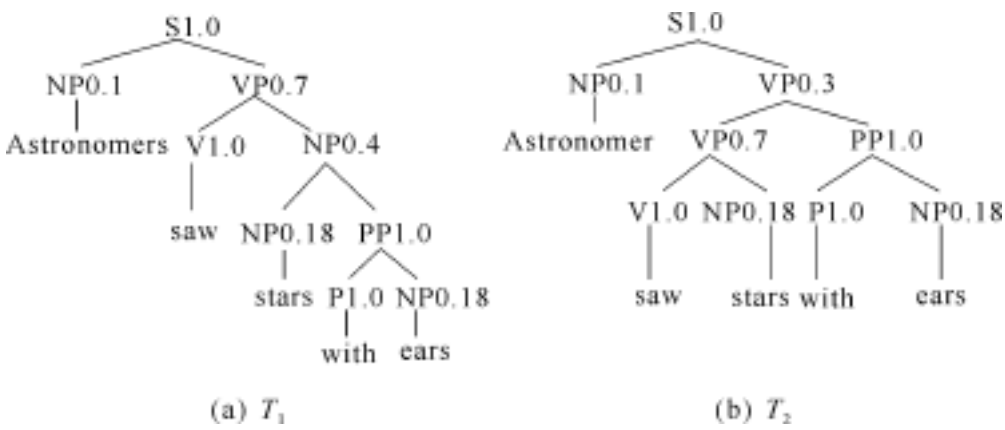 S1.0 S1.0
NP0.1 VP0.7 NP0.1 VP0.3
Astronomers V1.0 NP0.4 Astronomer VP0.7 PP1.0
saw NP0.18 PP1.0 V1.0 NP0.18 P1.0 NP0.18
stars P1.0 NP0.18 saw stars with ears
with ears
(a) T₁ (b) T₂